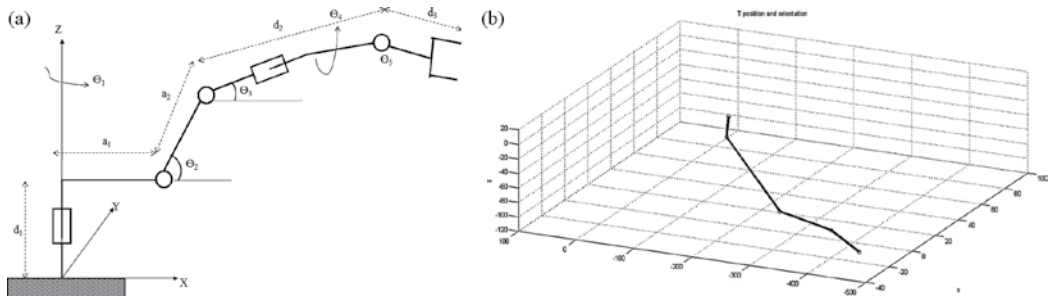 (a)
Z
Θ₁
a₁
a₂
d₂
Θ₄
d₃
Θ₃
Θ₅
Θ₂
d₁
Y
X
(b)
T position and orientation
20
0
-20
-40
-60
-80
-100
-120
100
0
-100
-200
-300
-400
-500
-40
-20
0
20
40
60
80
100
x